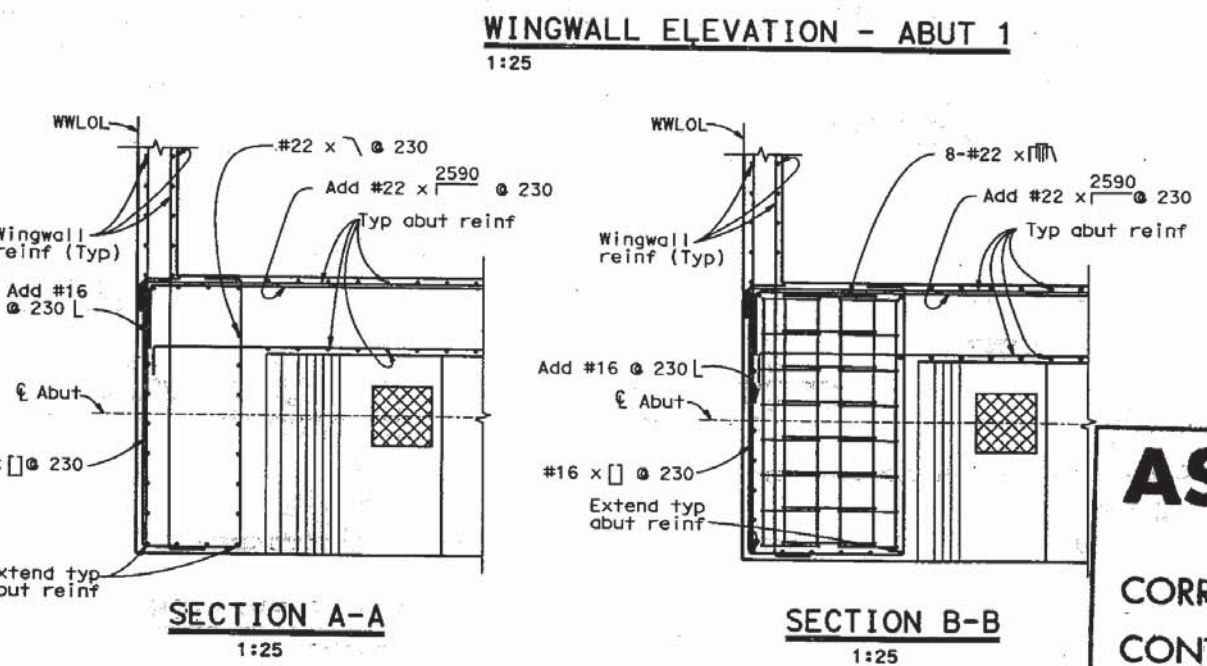 WINGWALL ELEVATION - ABUT 1
1:25
WWLOL
#22 x @ 230
Add #22 x 2590 @ 230
Typ abut reinf
Wingwall
reinf (Typ)
Add #16
@ 230 L
℄ Abut
x [] @ 230
xtend typ
but reinf
SECTION A-A
1:25
WWLOL
8-#22 x
Add #22 x 2590 @ 230
Typ abut reinf
Wingwall
reinf (Typ)
Add #16 @ 230 L
℄ Abut
#16 x [] @ 230
Extend typ
abut reinf
SECTION B-B
1:25
AS
CORR
CONT